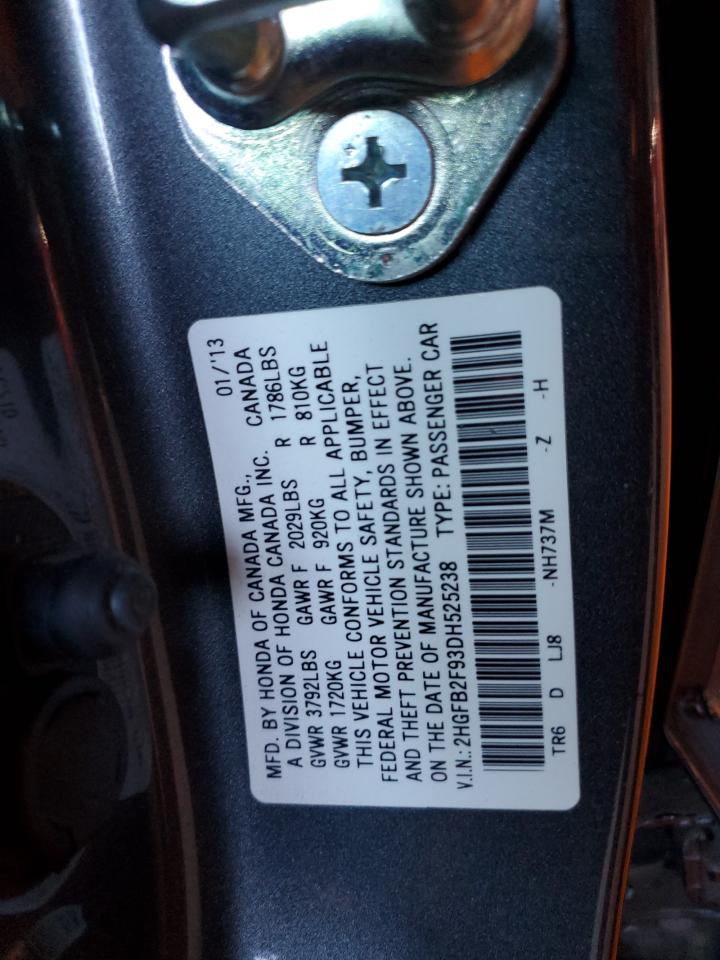 01/'13
MFD. BY HONDA OF CANADA MFG.,
A DIVISION OF HONDA CANADA INC. CANADA
GVWR 3792LBS GAWR F 2029LBS R 1786LBS
GVWR 1720KG GAWR F 920KG R 810KG
THIS VEHICLE CONFORMS TO ALL APPLICABLE
FEDERAL MOTOR VEHICLE SAFETY, BUMPER,
AND THEFT PREVENTION STANDARDS IN EFFECT
ON THE DATE OF MANUFACTURE SHOWN ABOVE.
V.I.N.: 2HGFB2F93DH525238 TYPE: PASSENGER CAR
TR6 D LJ8 -NH737M -Z -H